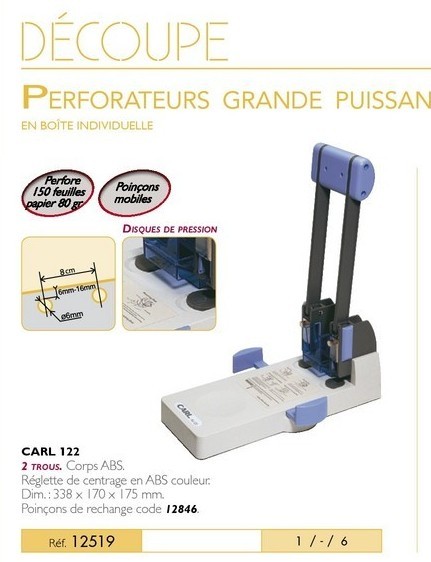 DÉCOUPE
PERFORATEURS GRANDE PUISSAN
EN BOÎTE INDIVIDUELLE
Perfore
150 feuilles
papier 80 gr
Poinçons
mobiles
DISQUES DE PRESSION
8cm
6mm-16mm
ø6mm
CARL
CARL 122
2 TROUS. Corps ABS.
Réglette de centrage en ABS couleur.
Dim. : 338 x 170 x 175 mm.
Poinçons de rechange code 12846.
Réf. 12519
1 / - / 6